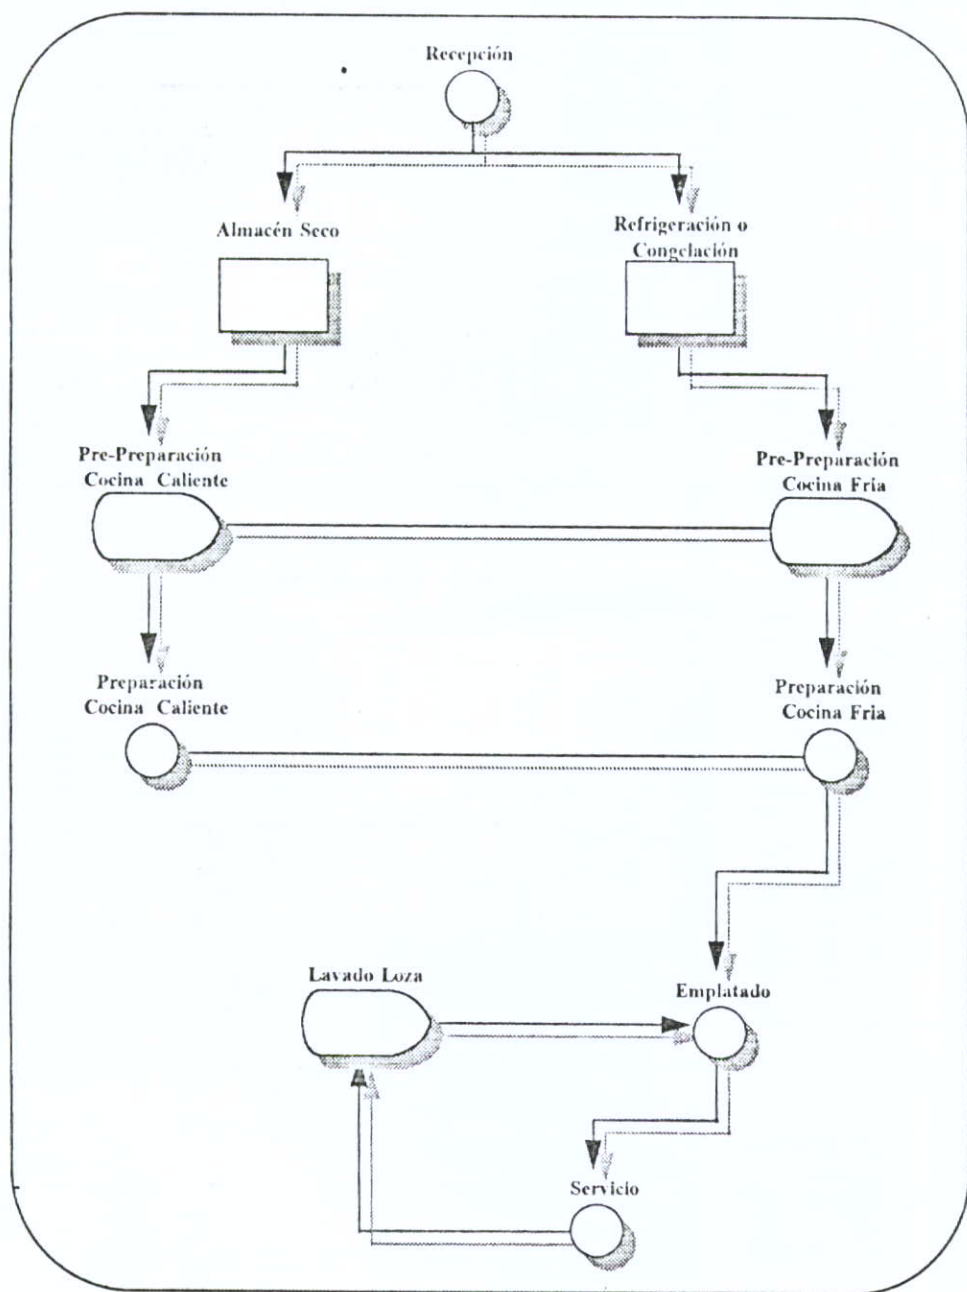 Recepción
Almacén Seco
Refrigeración o
Congelación
Pre-Preparación
Cocina Caliente
Pre-Preparación
Cocina Fria
Preparación
Cocina Caliente
Preparación
Cocina Fria
Lavado Loza
Emplatado
Servicio